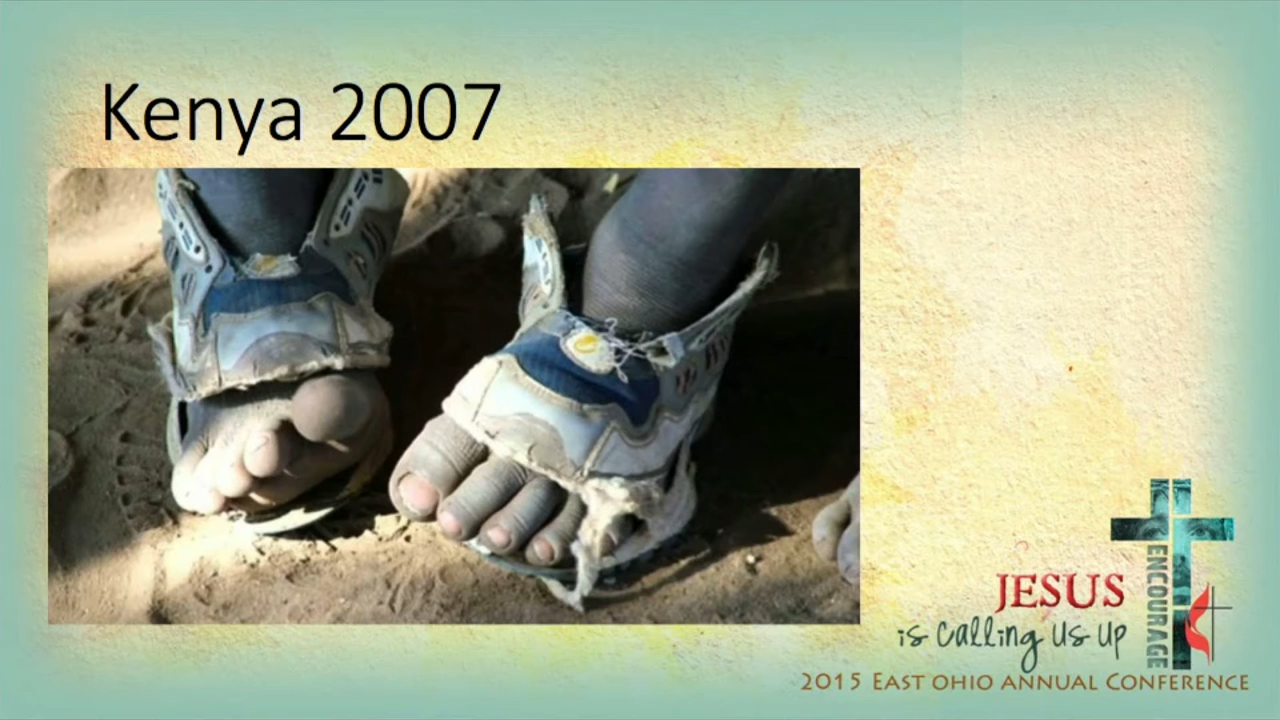 Kenya 2007
JESUS
is calling us up
ENCOURAGE
2015 EAST OHIO ANNUAL CONFERENCE